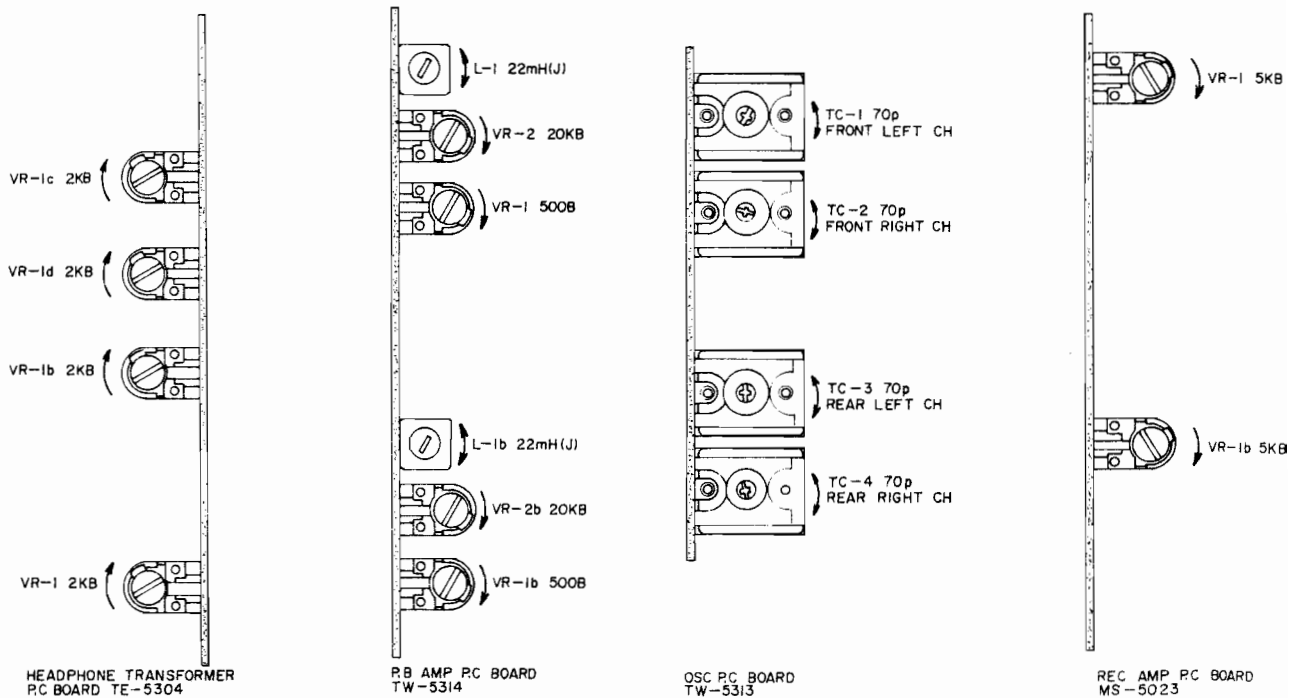 VR-1c 2KB
VR-1d 2KB
VR-1b 2KB
VR-1 2KB
HEADPHONE TRANSFORMER
P.C BOARD TE-5304
L-1 22mH(J)
VR-2 20KB
VR-1 500B
L-1b 22mH(J)
VR-2b 20KB
VR-1b 500B
P.B AMP P.C BOARD
TW-5314
TC-1 70p
FRONT LEFT CH
TC-2 70p
FRONT RIGHT CH
TC-3 70p
REAR LEFT CH
TC-4 70p
REAR RIGHT CH
OSC P.C BOARD
TW-5313
VR-1 5KB
VR-1b 5KB
REC AMP P.C BOARD
MS-5023